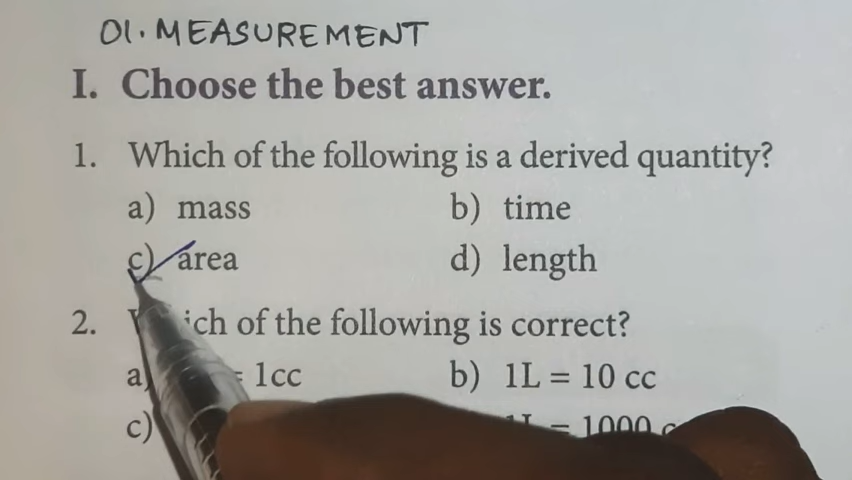 01. MEASUREMENT
I. Choose the best answer.
1. Which of the following is a derived quantity?
a) mass b) time
c) area d) length
2. of the following is correct?
a) = 1cc b) 1L = 10 cc
c) = 1000